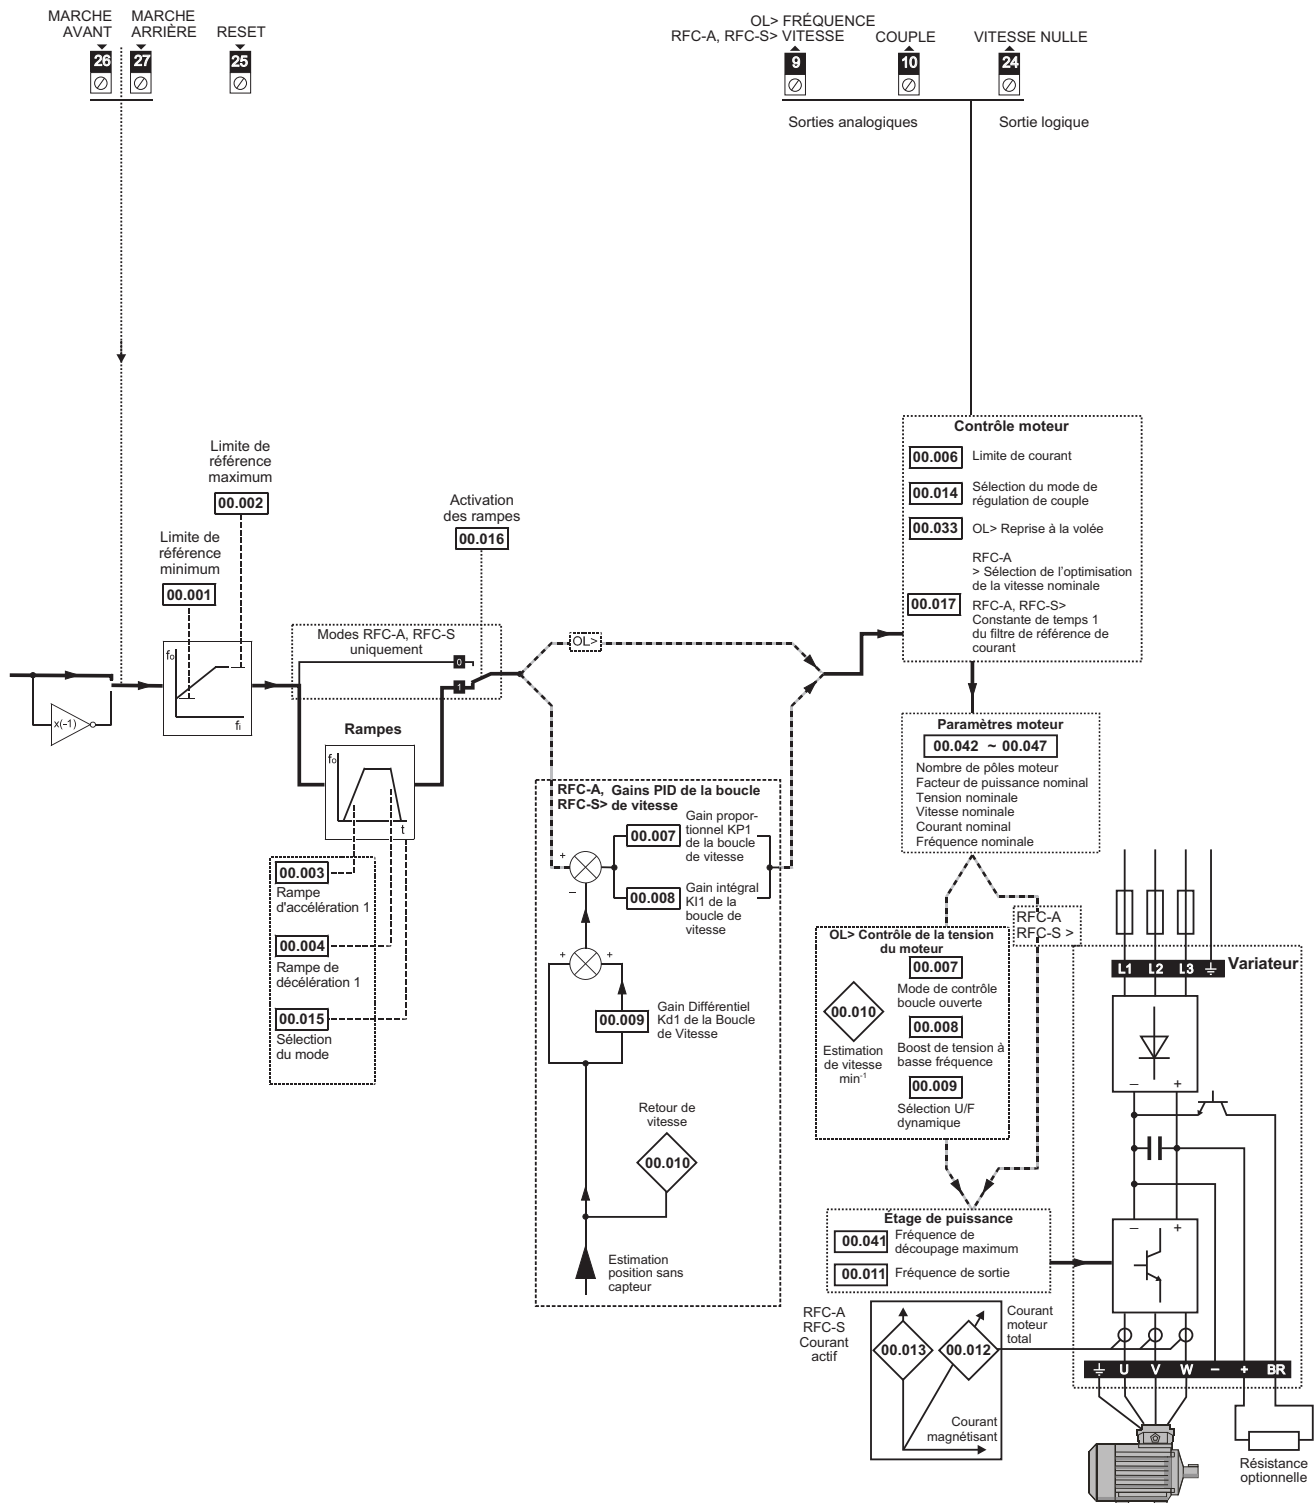 MARCHE
AVANT
MARCHE
ARRIÈRE
RESET
26
27
25
OL> FRÉQUENCE
RFC-A, RFC-S> VITESSE
COUPLE
VITESSE NULLE
9
10
24
Sorties analogiques
Sortie logique
Limite de
référence
maximum
00.002
Limite de
référence
minimum
00.001
Activation
des rampes
00.016
Modes RFC-A, RFC-S
uniquement
0
1
OL>
x(-1)
fo
fi
Rampes
fo
t
00.003
Rampe
d'accélération 1
00.004
Rampe de
décélération 1
00.015
Sélection
du mode
RFC-A, Gains PID de la boucle
RFC-S> de vitesse
00.007
Gain propor-
tionnel KP1
de la boucle
de vitesse
00.008
Gain intégral
KI1 de la
boucle de
vitesse
+
–
+
+
00.009
Gain Différentiel
Kd1 de la Boucle
de Vitesse
Retour de
vitesse
00.010
Estimation
position sans
capteur
Contrôle moteur
00.006
Limite de courant
00.014
Sélection du mode de
régulation de couple
00.033
OL> Reprise à la volée
RFC-A
> Sélection de l'optimisation
de la vitesse nominale
00.017
RFC-A, RFC-S>
Constante de temps 1
du filtre de référence de
courant
Paramètres moteur
00.042 ~ 00.047
Nombre de pôles moteur
Facteur de puissance nominal
Tension nominale
Vitesse nominale
Courant nominal
Fréquence nominale
RFC-A
RFC-S >
OL> Contrôle de la tension
du moteur
00.007
Mode de contrôle
boucle ouverte
00.010
Estimation
de vitesse
min-1
00.008
Boost de tension à
basse fréquence
00.009
Sélection U/F
dynamique
Étage de puissance
00.041
Fréquence de
découpage maximum
00.011
Fréquence de sortie
RFC-A
RFC-S
Courant
actif
00.013
00.012
Courant
moteur
total
Courant
magnétisant
L1 L2 L3
Variateur
– +
– +
U V W – + BR
Résistance
optionnelle